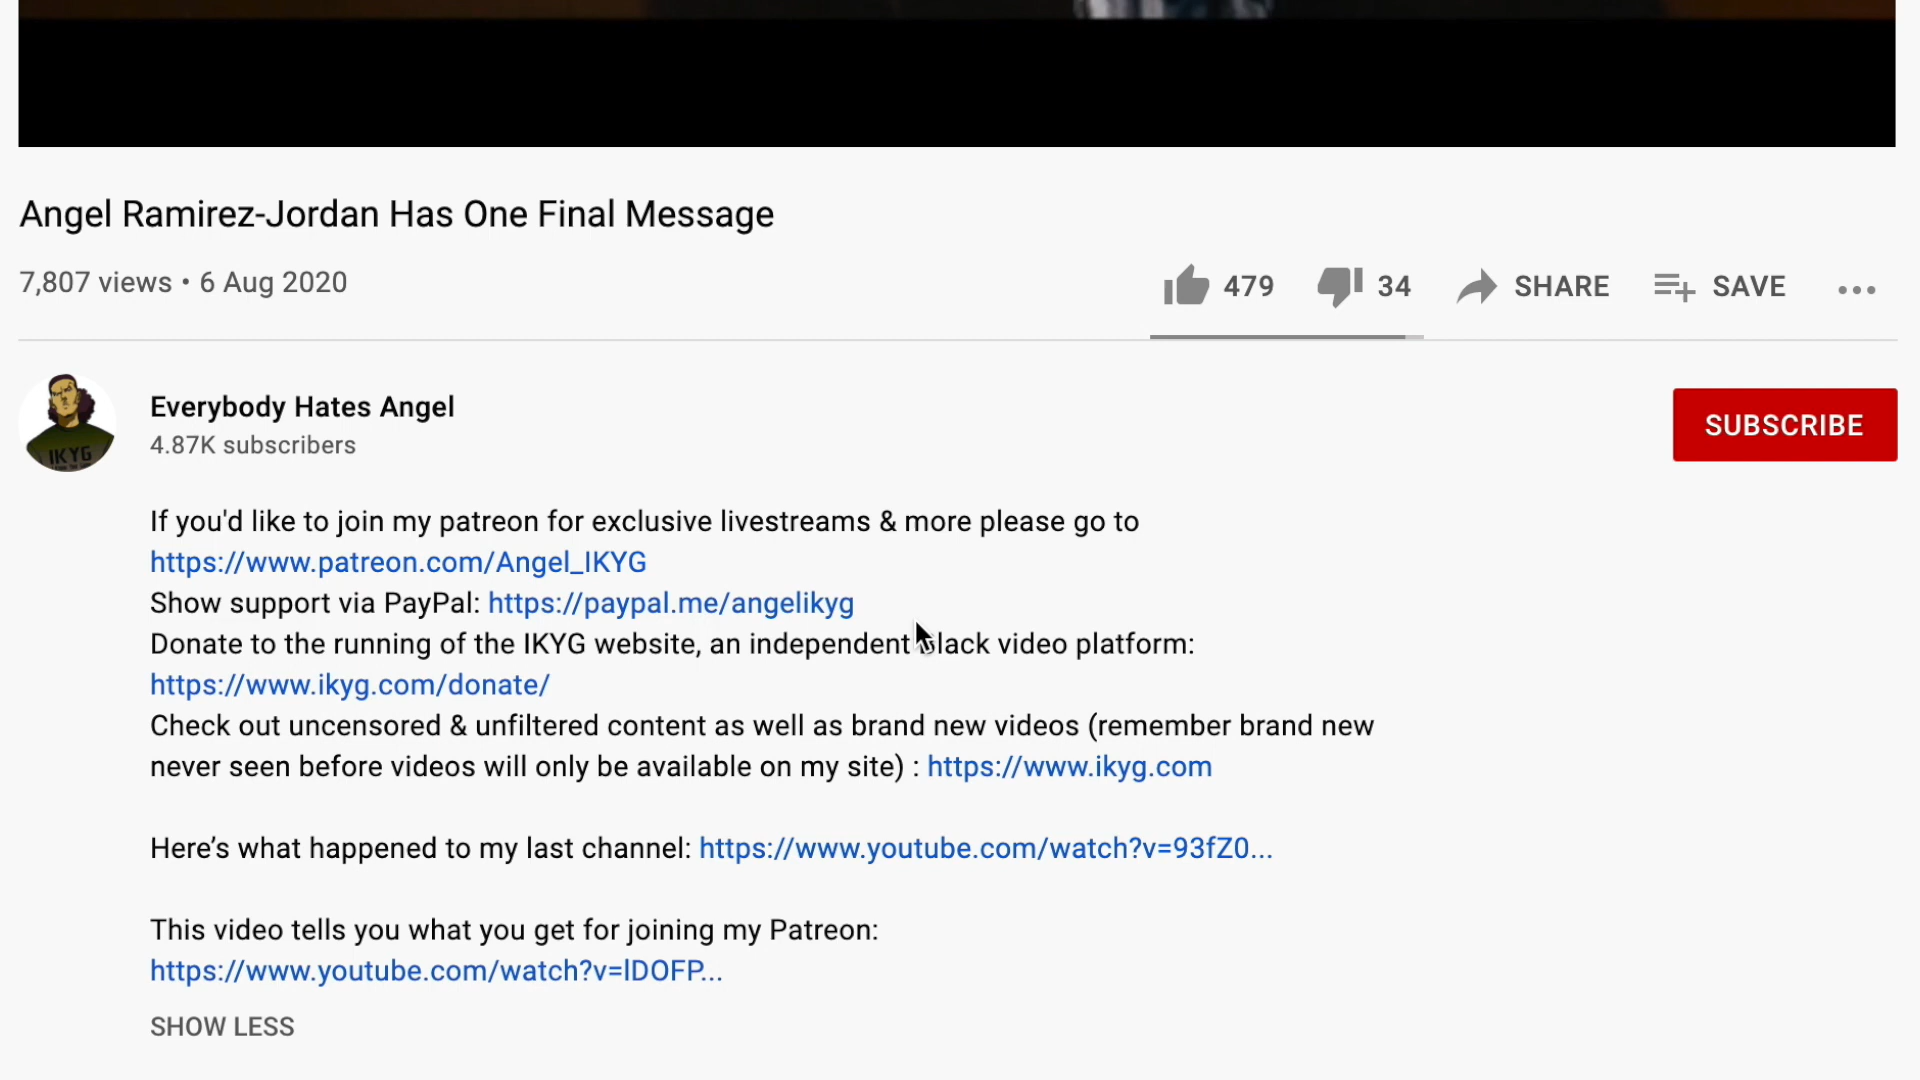 Angel Ramirez-Jordan Has One Final Message
7,807 views • 6 Aug 2020
479
34
SHARE
SAVE
Everybody Hates Angel
4.87K subscribers
IKYG
SUBSCRIBE
If you'd like to join my patreon for exclusive livestreams & more please go to
https://www.patreon.com/Angel_IKYG
Show support via PayPal: https://paypal.me/angelikyg
Donate to the running of the IKYG website, an independent black video platform:
https://www.ikyg.com/donate/
Check out uncensored & unfiltered content as well as brand new videos (remember brand new
never seen before videos will only be available on my site) : https://www.ikyg.com
Here’s what happened to my last channel: https://www.youtube.com/watch?v=93fZ0...
This video tells you what you get for joining my Patreon:
https://www.youtube.com/watch?v=lDOFP...
SHOW LESS